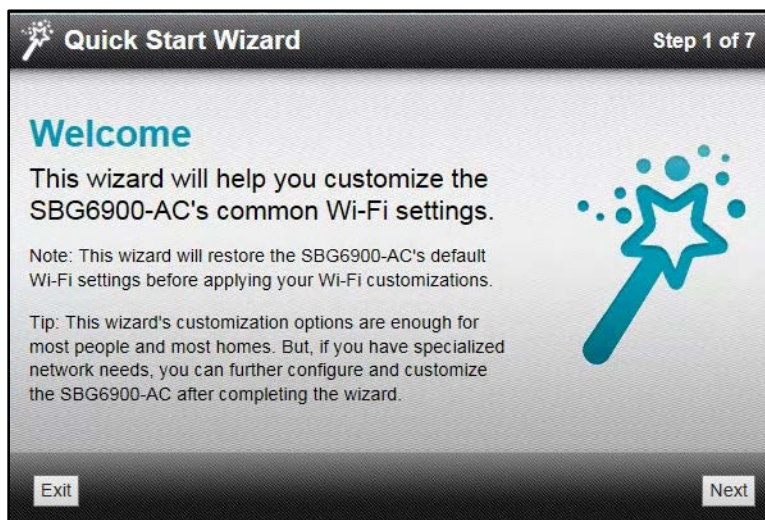 Quick Start Wizard
Step 1 of 7
Welcome
This wizard will help you customize the
SBG6900-AC's common Wi-Fi settings.
Note: This wizard will restore the SBG6900-AC's default
Wi-Fi settings before applying your Wi-Fi customizations.
Tip: This wizard's customization options are enough for
most people and most homes. But, if you have specialized
network needs, you can further configure and customize
the SBG6900-AC after completing the wizard.
Exit
Next